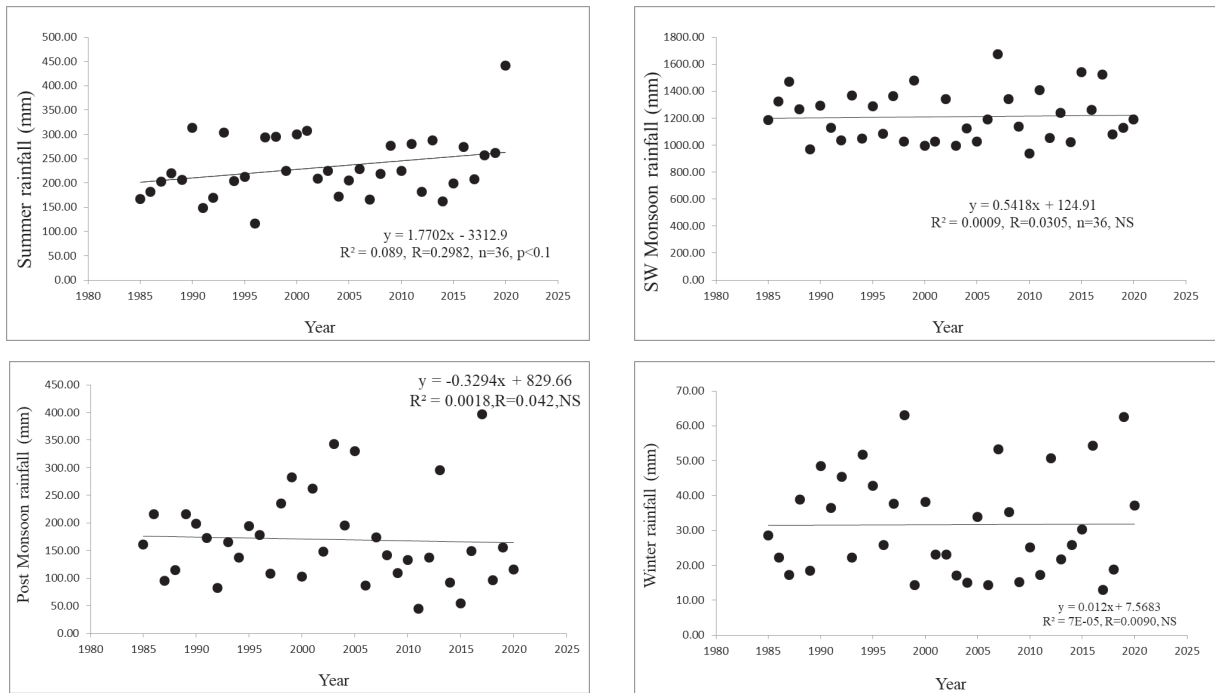 Summer rainfall (mm)
500.00
450.00
400.00
350.00
300.00
250.00
200.00
150.00
100.00
50.00
0.00
y = 1.7702x - 3312.9
R² = 0.089, R=0.2982, n=36, p<0.1
1980 1985 1990 1995 2000 2005 2010 2015 2020 2025
Year
SW Monsoon rainfall (mm)
1800.00
1600.00
1400.00
1200.00
1000.00
800.00
600.00
400.00
200.00
0.00
y = 0.5418x + 124.91
R² = 0.0009, R=0.0305, n=36, NS
1980 1985 1990 1995 2000 2005 2010 2015 2020 2025
Year
Post Monsoon rainfall (mm)
450.00
400.00
350.00
300.00
250.00
200.00
150.00
100.00
50.00
0.00
y = -0.3294x + 829.66
R² = 0.0018,R=0.042,NS
1980 1985 1990 1995 2000 2005 2010 2015 2020 2025
Year
Winter rainfall (mm)
70.00
60.00
50.00
40.00
30.00
20.00
10.00
0.00
y = 0.012x + 7.5683
R² = 7E-05, R=0.0090, NS
1980 1985 1990 1995 2000 2005 2010 2015 2020 2025
Year